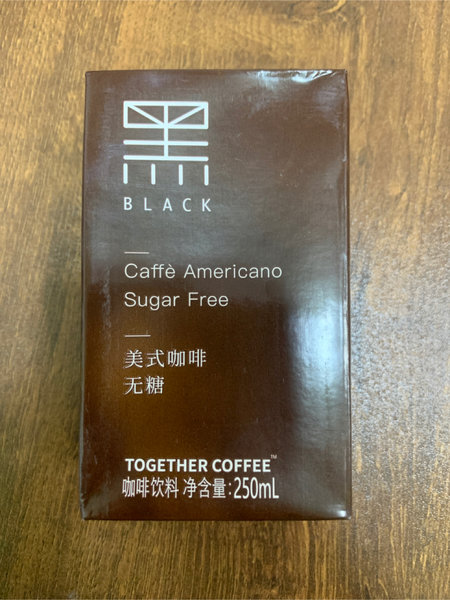 黑
BLACK
Caffè Americano
Sugar Free
美式咖啡
无糖
TOGETHER COFFEE™
咖啡饮料 净含量:250mL